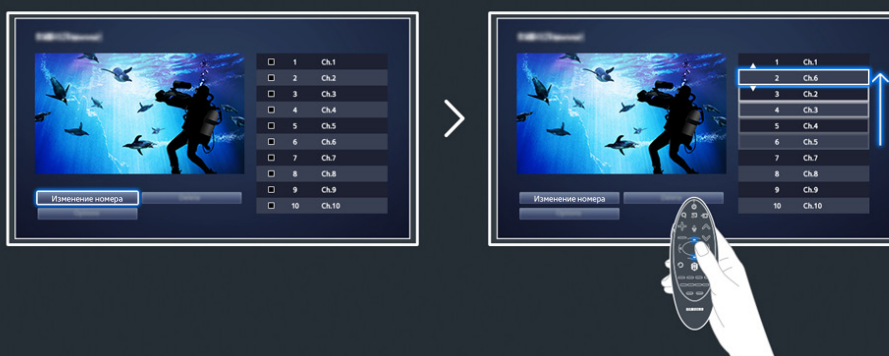 1 Ch.1
2 Ch.2
3 Ch.3
4 Ch.4
5 Ch.5
6 Ch.6
7 Ch.7
8 Ch.8
9 Ch.9
10 Ch.10
Изменение номера
1 Ch.1
2 Ch.6
3 Ch.2
4 Ch.3
5 Ch.4
6 Ch.5
7 Ch.7
8 Ch.8
9 Ch.9
10 Ch.10
Изменение номера